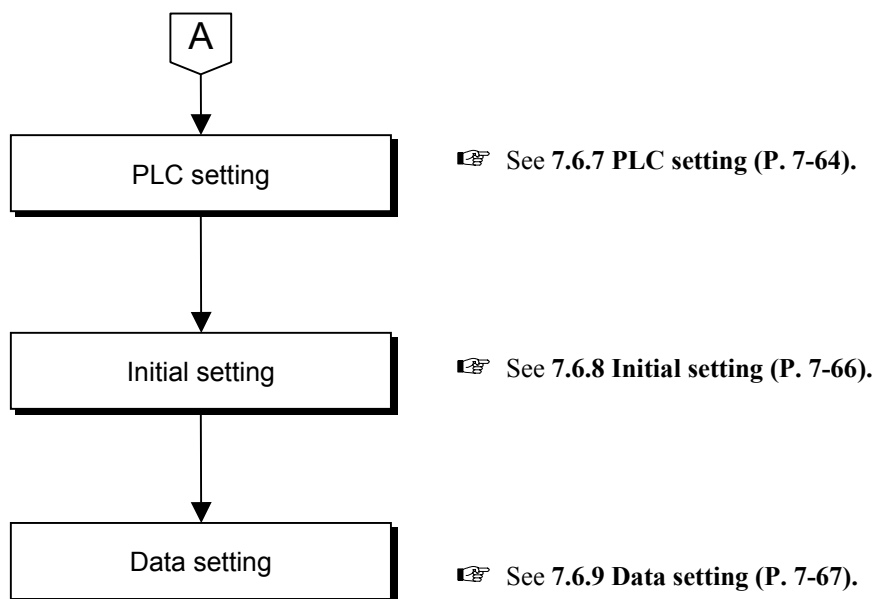 A
PLC setting
☞ See 7.6.7 PLC setting (P. 7-64).
Initial setting
☞ See 7.6.8 Initial setting (P. 7-66).
Data setting
☞ See 7.6.9 Data setting (P. 7-67).